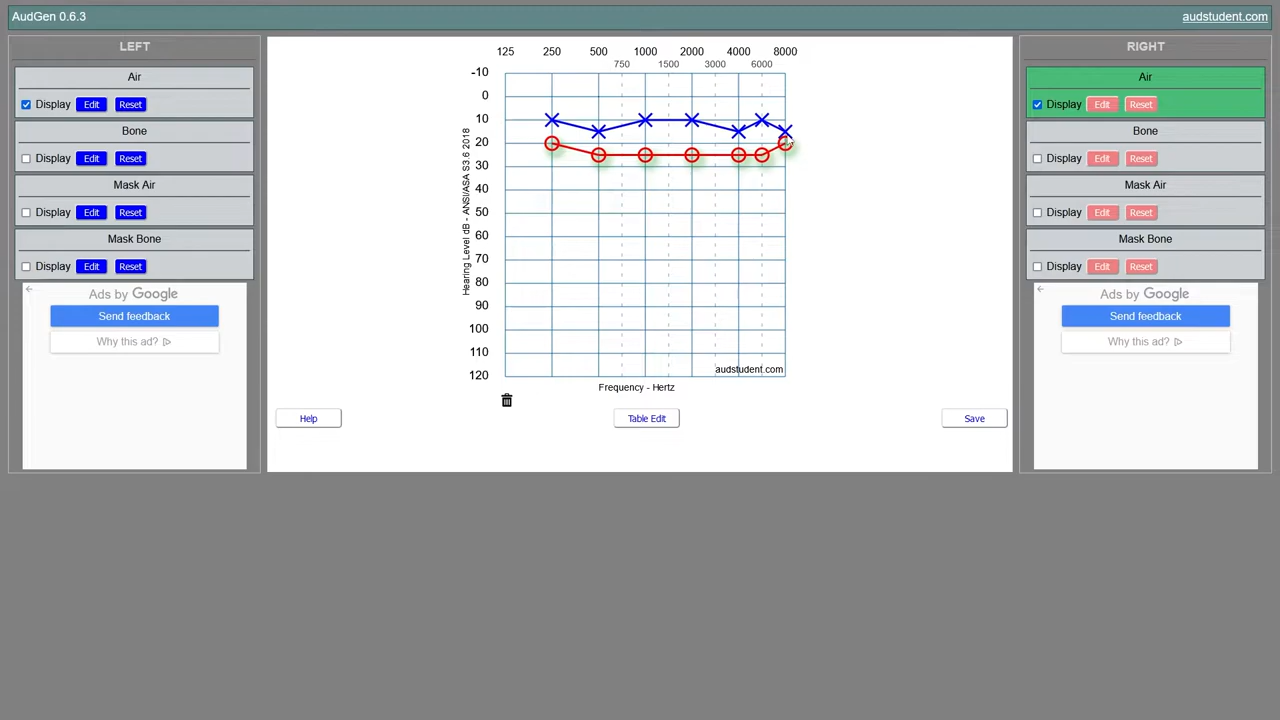 AudGen 0.6.3
audstudent.com
LEFT
Air
Display Edit Reset
Bone
Display Edit Reset
Mask Air
Display Edit Reset
Mask Bone
Display Edit Reset
Ads by Google
Send feedback
Why this ad?
125 250 500 1000 2000 4000 8000
750 1500 3000 6000
-10
0
10
20
30
40
50
60
70
80
90
100
110
120
Hearing Level dB - ANSI/ASA S3.6 2018
audstudent.com
Frequency - Hertz
Help
Table Edit
Save
RIGHT
Air
Display Edit Reset
Bone
Display Edit Reset
Mask Air
Display Edit Reset
Mask Bone
Display Edit Reset
Ads by Google
Send feedback
Why this ad?